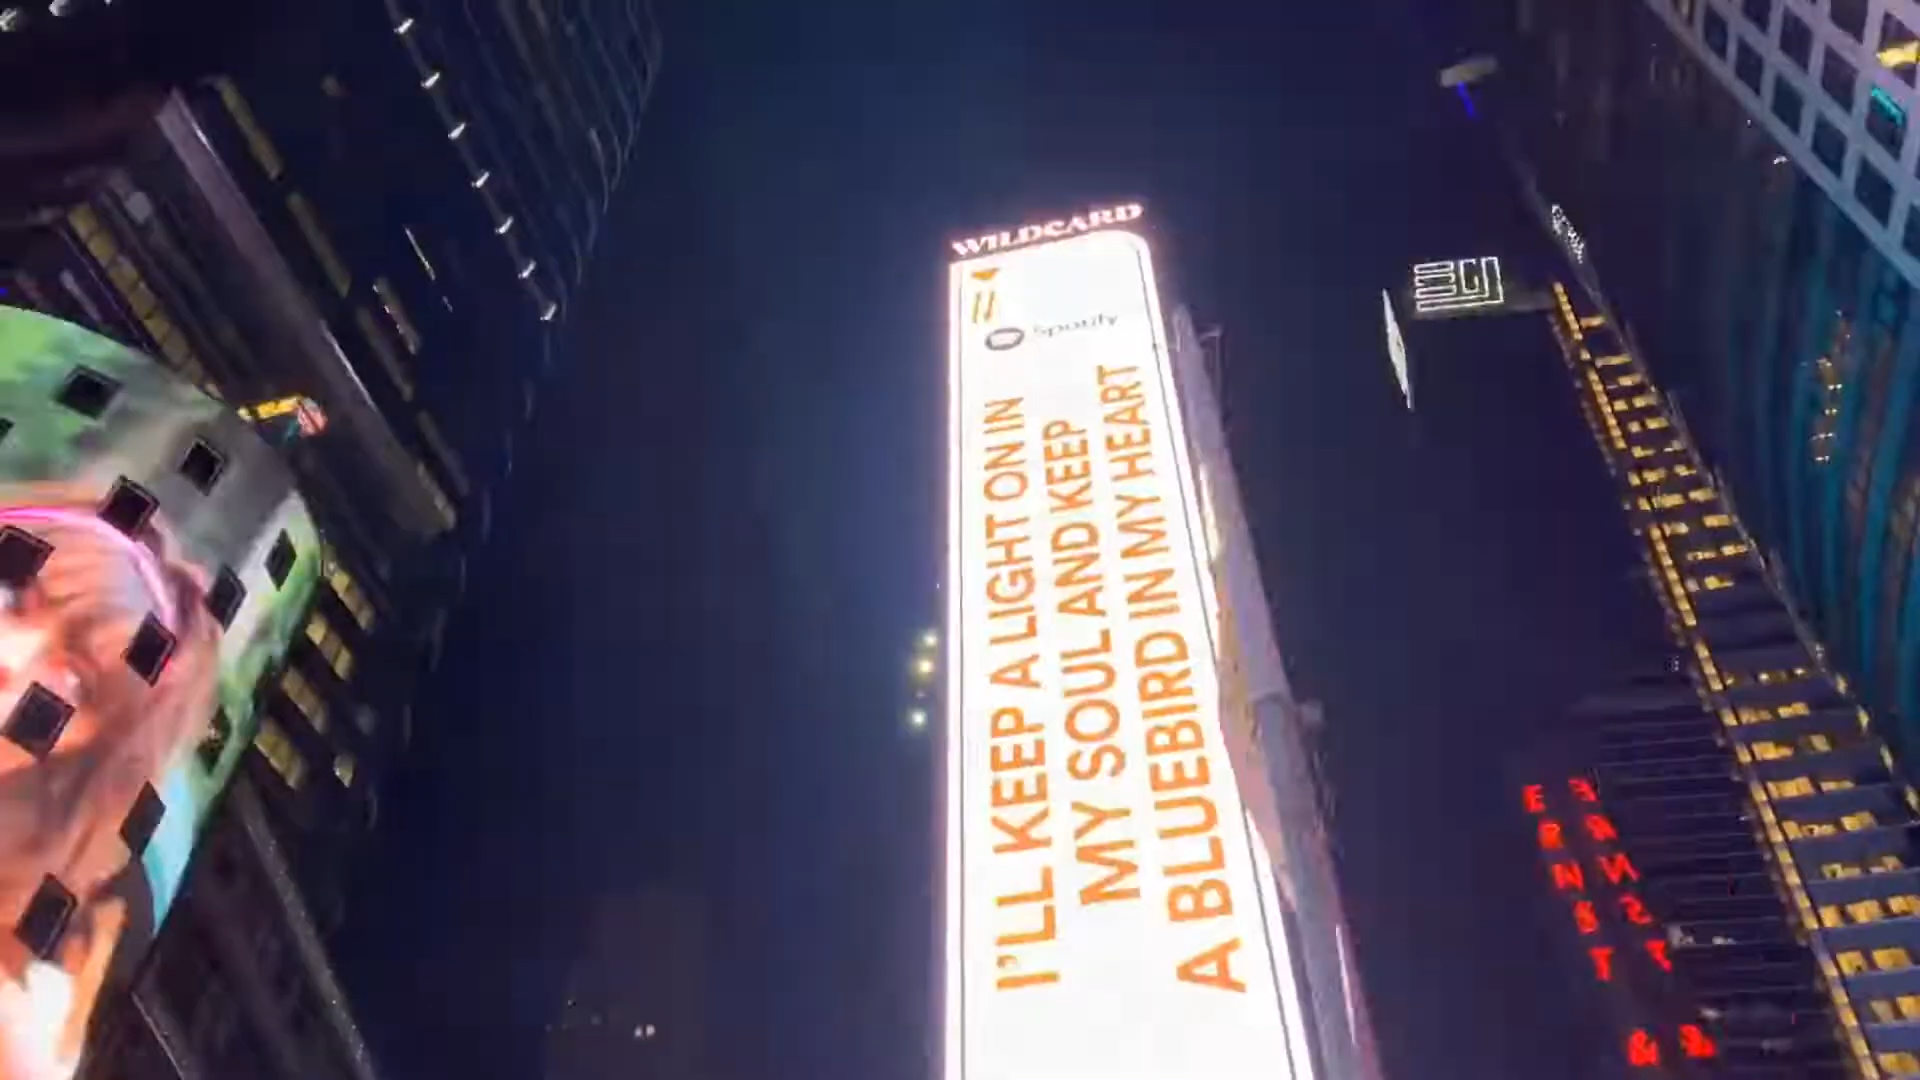 WILDCARD
Spotify
I'LL KEEP A LIGHT ON IN
MY SOUL AND KEEP
A BLUEBIRD IN MY HEART
ERNST
&